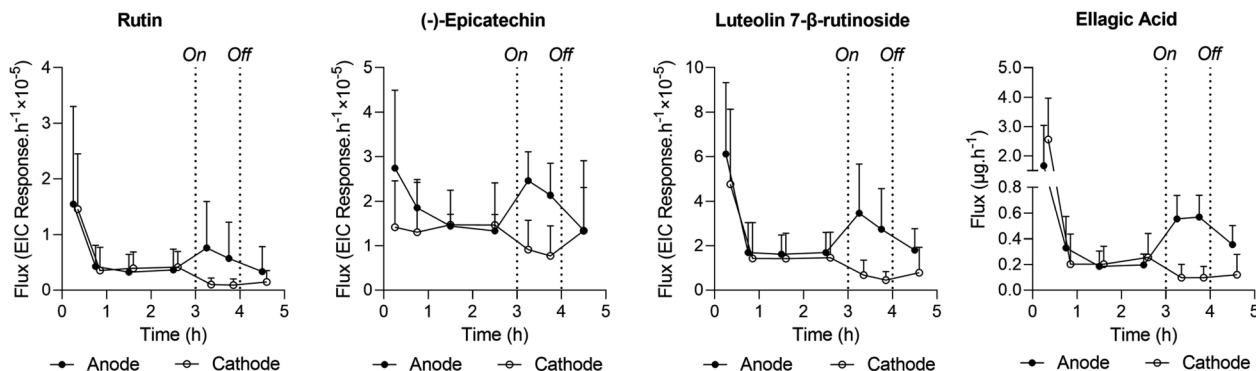 Rutin
On Off
Flux (EIC Response.h⁻¹×10⁻⁵)
4
3
2
1
0
0 1 2 3 4 5
Time (h)
Anode Cathode
(-)-Epicatechin
On Off
Flux (EIC Response.h⁻¹×10⁻⁵)
5
4
3
2
1
0
0 1 2 3 4 5
Time (h)
Anode Cathode
Luteolin 7-β-rutinoside
On Off
Flux (EIC Response.h⁻¹×10⁻⁵)
10
8
6
4
2
0
0 1 2 3 4 5
Time (h)
Anode Cathode
Ellagic Acid
On Off
Flux (µg.h⁻¹)
5.0
4.0
3.0
2.0
1.0
0.8
0.6
0.4
0.2
0.0
0 1 2 3 4 5
Time (h)
Anode Cathode